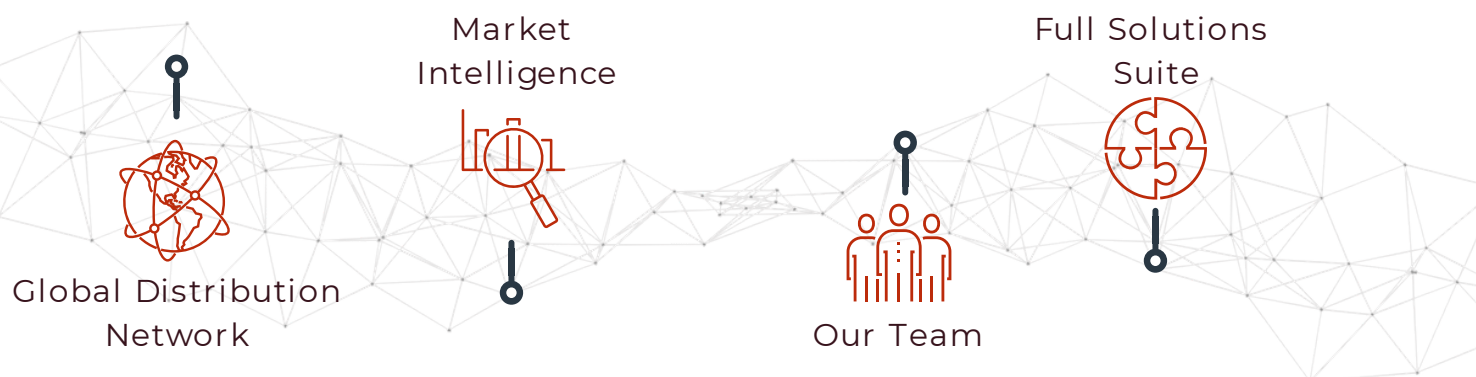 Global Distribution
Network
Market
Intelligence
Our Team
Full Solutions
Suite